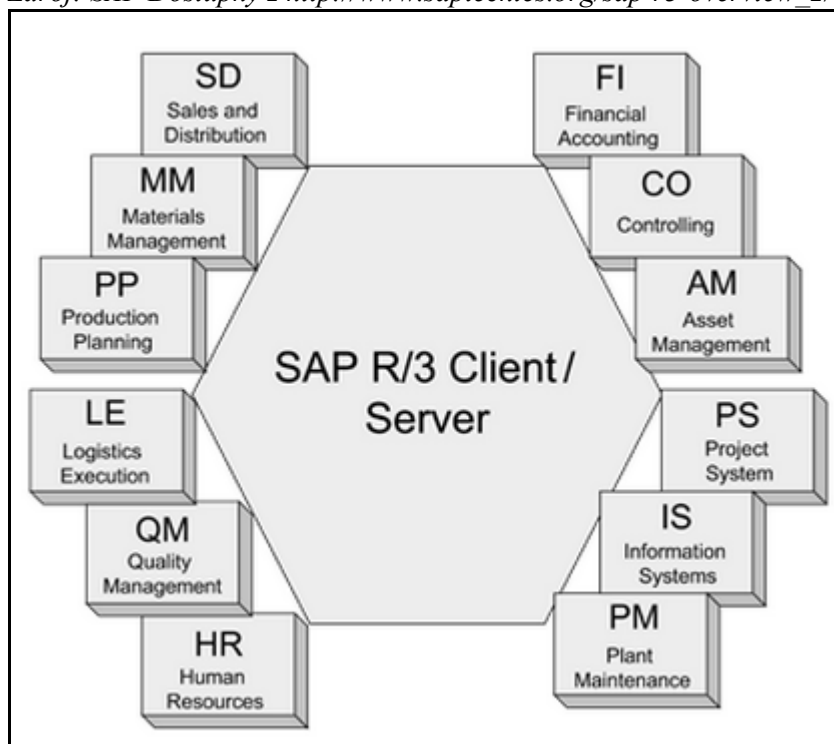 SD
Sales and
Distribution
MM
Materials
Management
PP
Production
Planning
LE
Logistics
Execution
QM
Quality
Management
HR
Human
Resources
SAP R/3 Client /
Server
FI
Financial
Accounting
CO
Controlling
AM
Asset
Management
PS
Project
System
IS
Information
Systems
PM
Plant
Maintenance